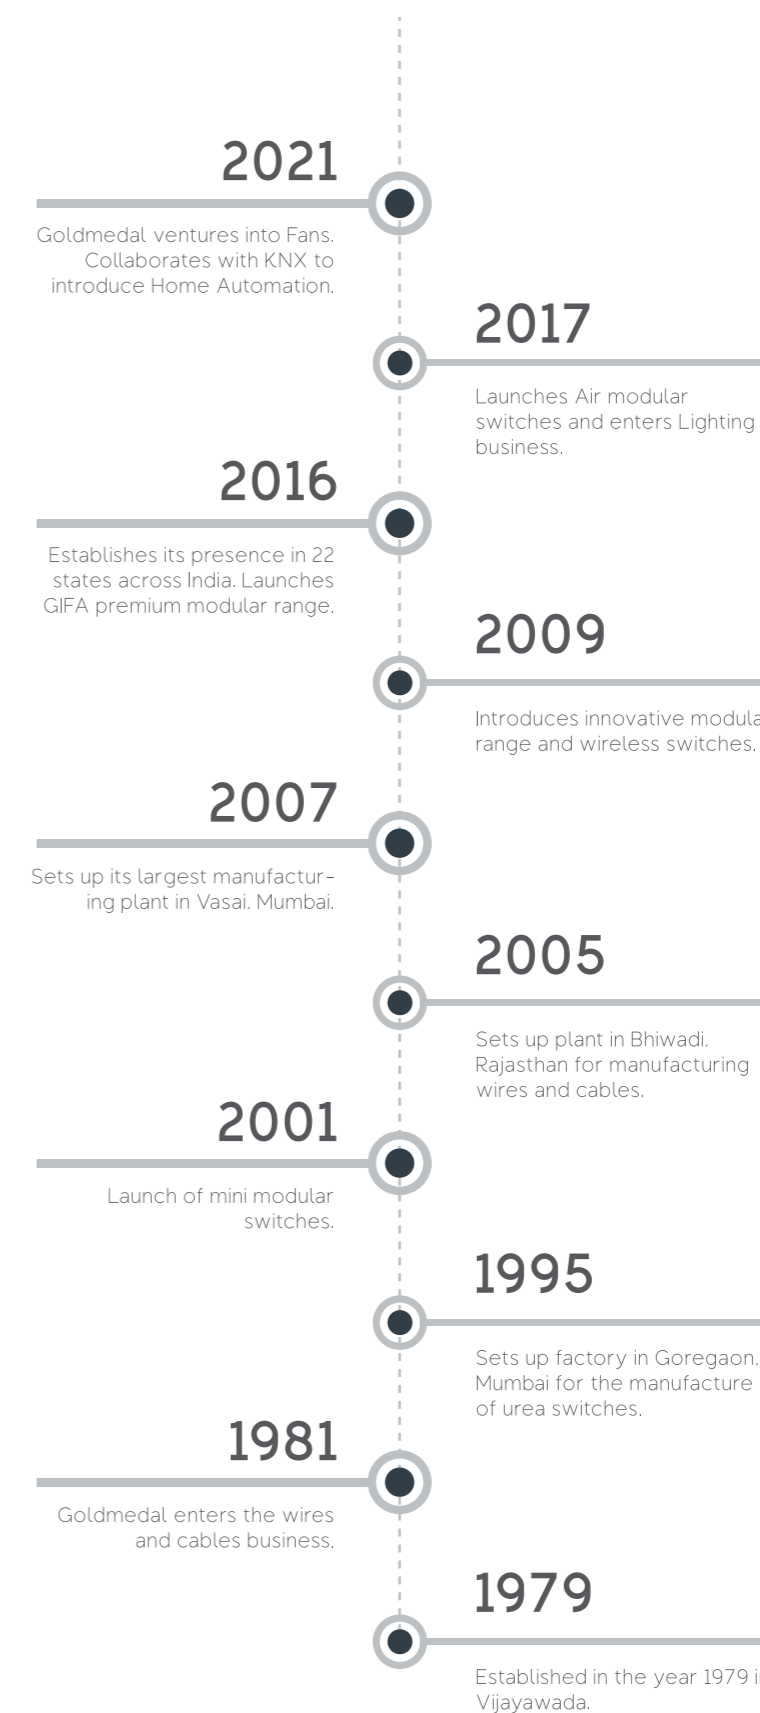 2021
Goldmedal ventures into Fans.
Collaborates with KNX to
introduce Home Automation.
2017
Launches Air modular
switches and enters Lighting
business.
2016
Establishes its presence in 22
states across India. Launches
GIFA premium modular range.
2009
Introduces innovative modula
range and wireless switches.
2007
Sets up its largest manufactur-
ing plant in Vasai, Mumbai.
2005
Sets up plant in Bhiwadi,
Rajasthan for manufacturing
wires and cables.
2001
Launch of mini modular
switches.
1995
Sets up factory in Goregaon,
Mumbai for the manufacture
of urea switches.
1981
Goldmedal enters the wires
and cables business.
1979
Established in the year 1979 i
Vijayawada.